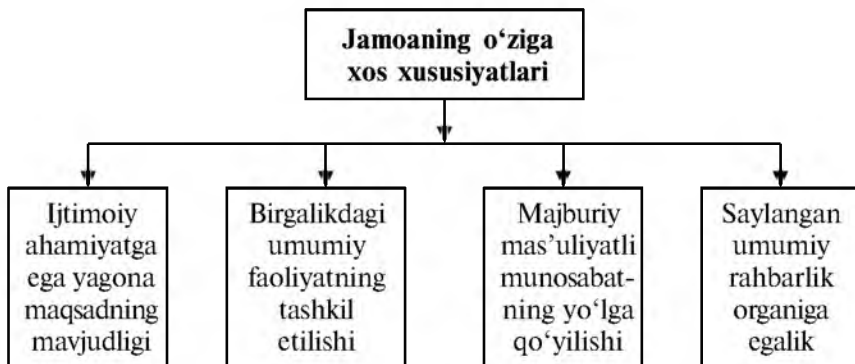 Jamoaning o‘ziga
xos xususiyatlari
Ijtimoiy
ahamiyatga
ega yagona
maqsadning
mavjudligi
Birgalikdagi
umumiy
faoliyatning
tashkil
etilishi
Majburiy
mas’uliyatli
munosabat-
ning yo‘lga
qo‘yilishi
Saylangan
umumiy
rahbarlik
organiga
egalik